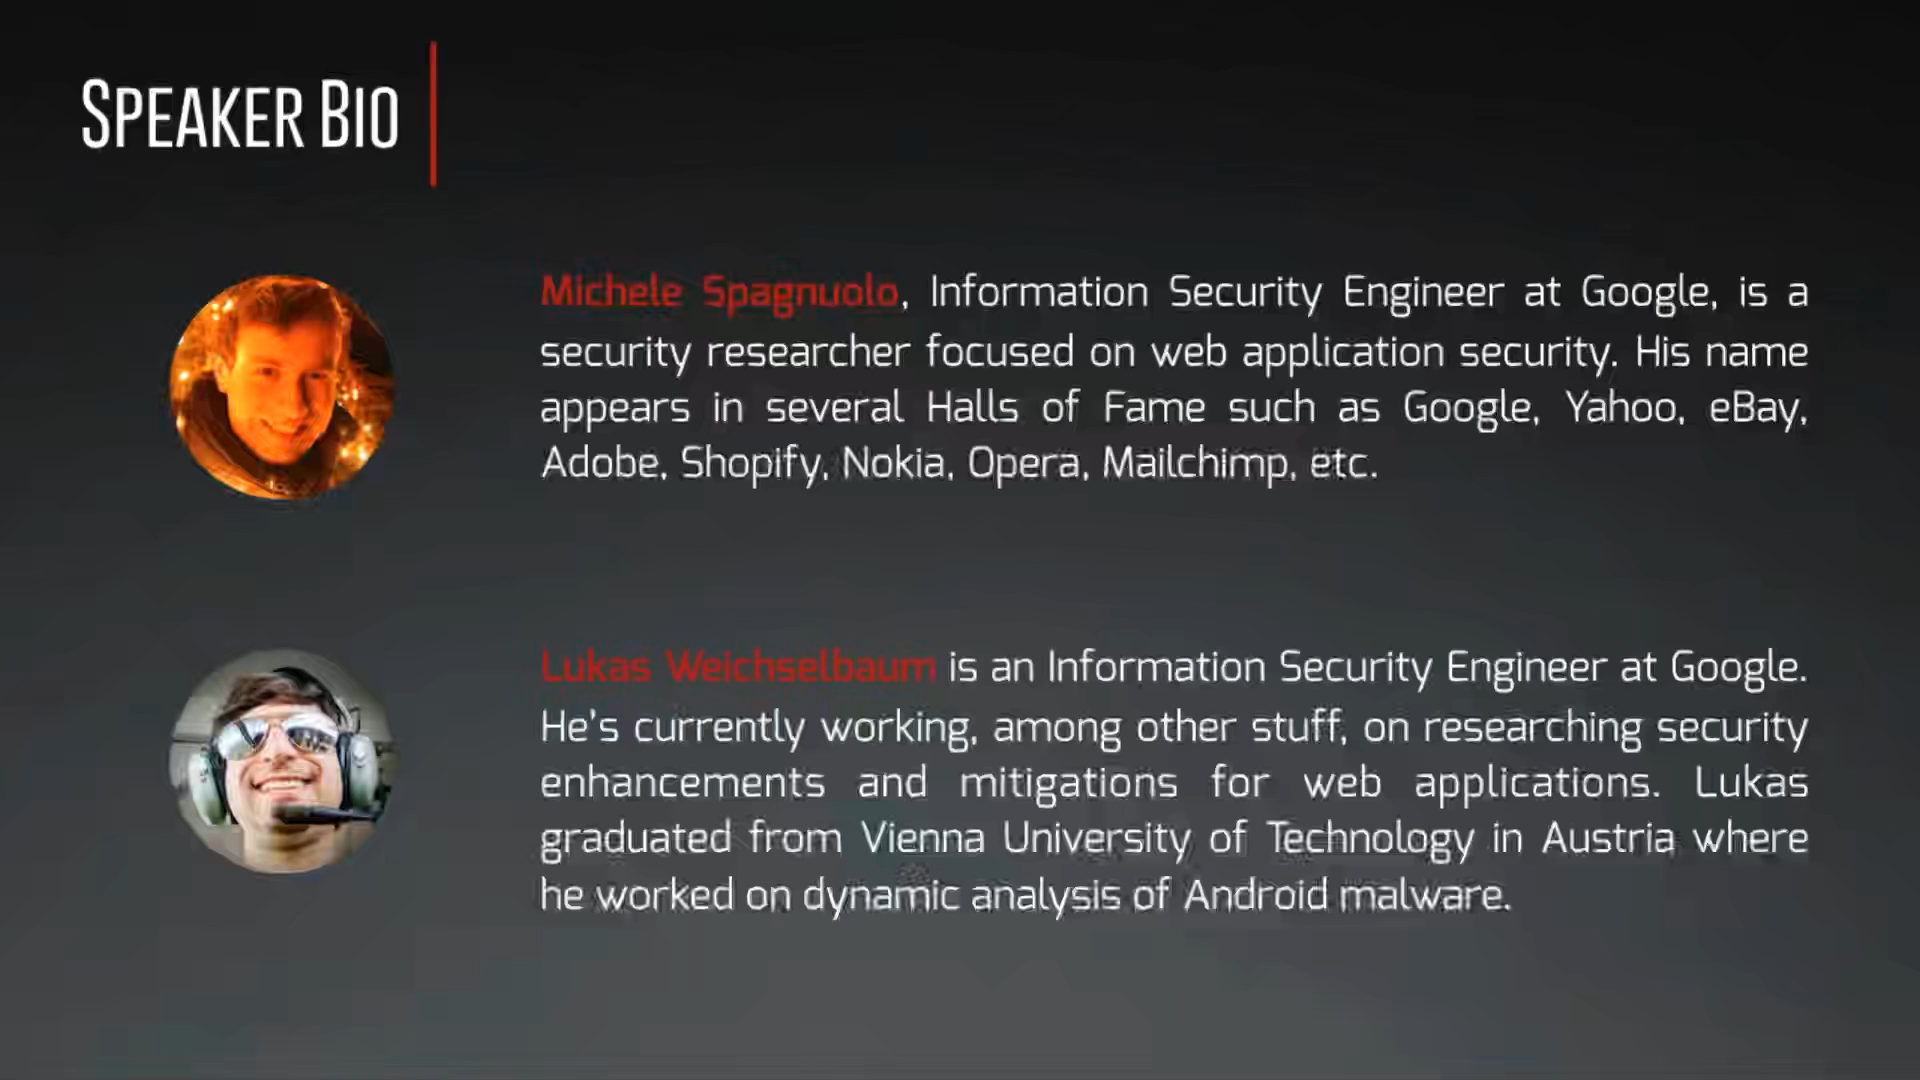 SPEAKER BIO
Michele Spagnuolo, Information Security Engineer at Google, is a
security researcher focused on web application security. His name
appears in several Halls of Fame such as Google, Yahoo, eBay,
Adobe, Shopify, Nokia, Opera, Mailchimp, etc.
Lukas Weichselbaum is an Information Security Engineer at Google.
He's currently working, among other stuff, on researching security
enhancements and mitigations for web applications. Lukas
graduated from Vienna University of Technology in Austria where
he worked on dynamic analysis of Android malware.